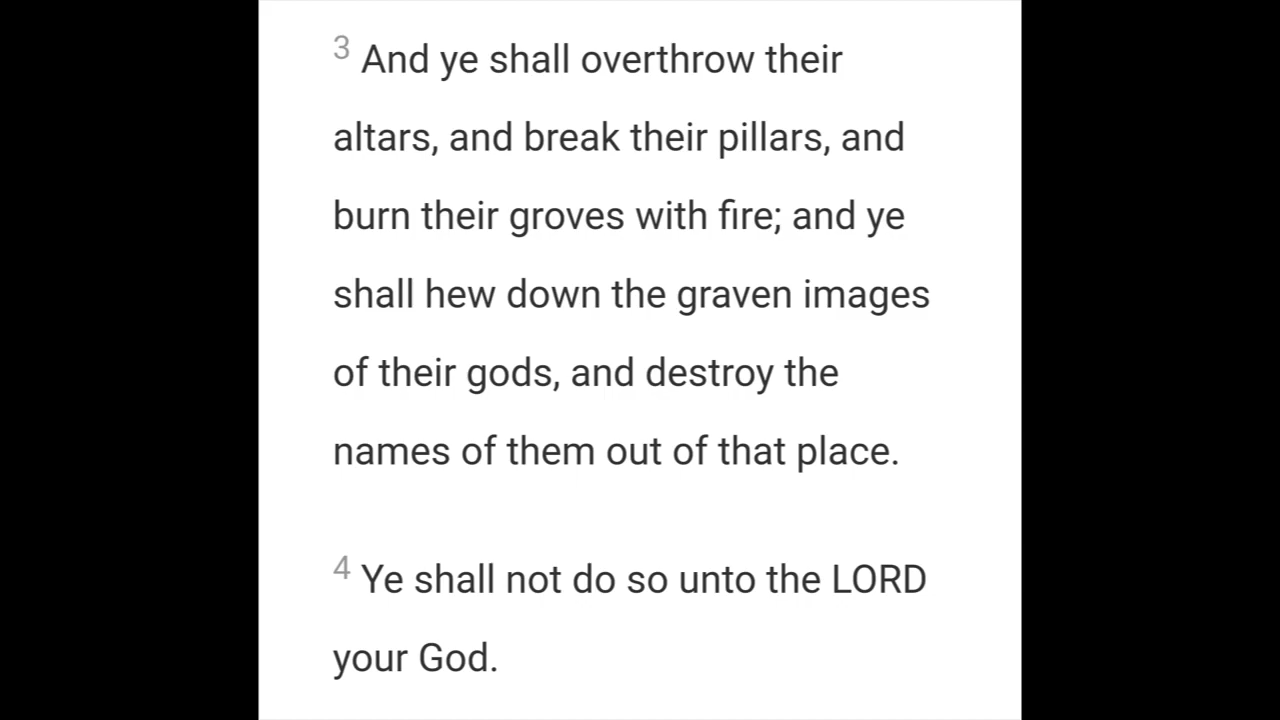 3 And ye shall overthrow their
altars, and break their pillars, and
burn their groves with fire; and ye
shall hew down the graven images
of their gods, and destroy the
names of them out of that place.
4 Ye shall not do so unto the LORD
your God.